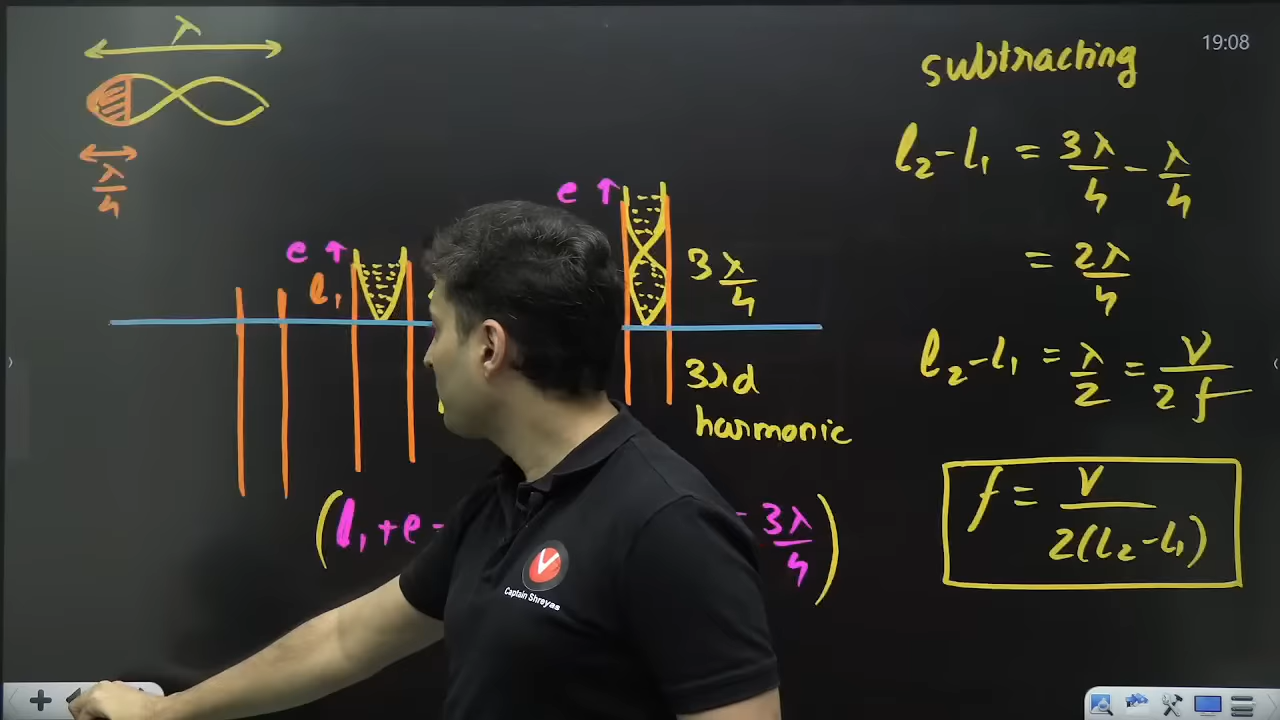 λ
λ/4
e ↑
l₁
e ↑
3 λ/4
3rd
harmonic
(l₁ + e = 3λ/4)
subtracting
l₂ - l₁ = 3λ/4 - λ/4
= 2λ/4
l₂ - l₁ = λ/2 = v/2f
f = v/2(l₂ - l₁)
19:08
V
Captain Shreyas